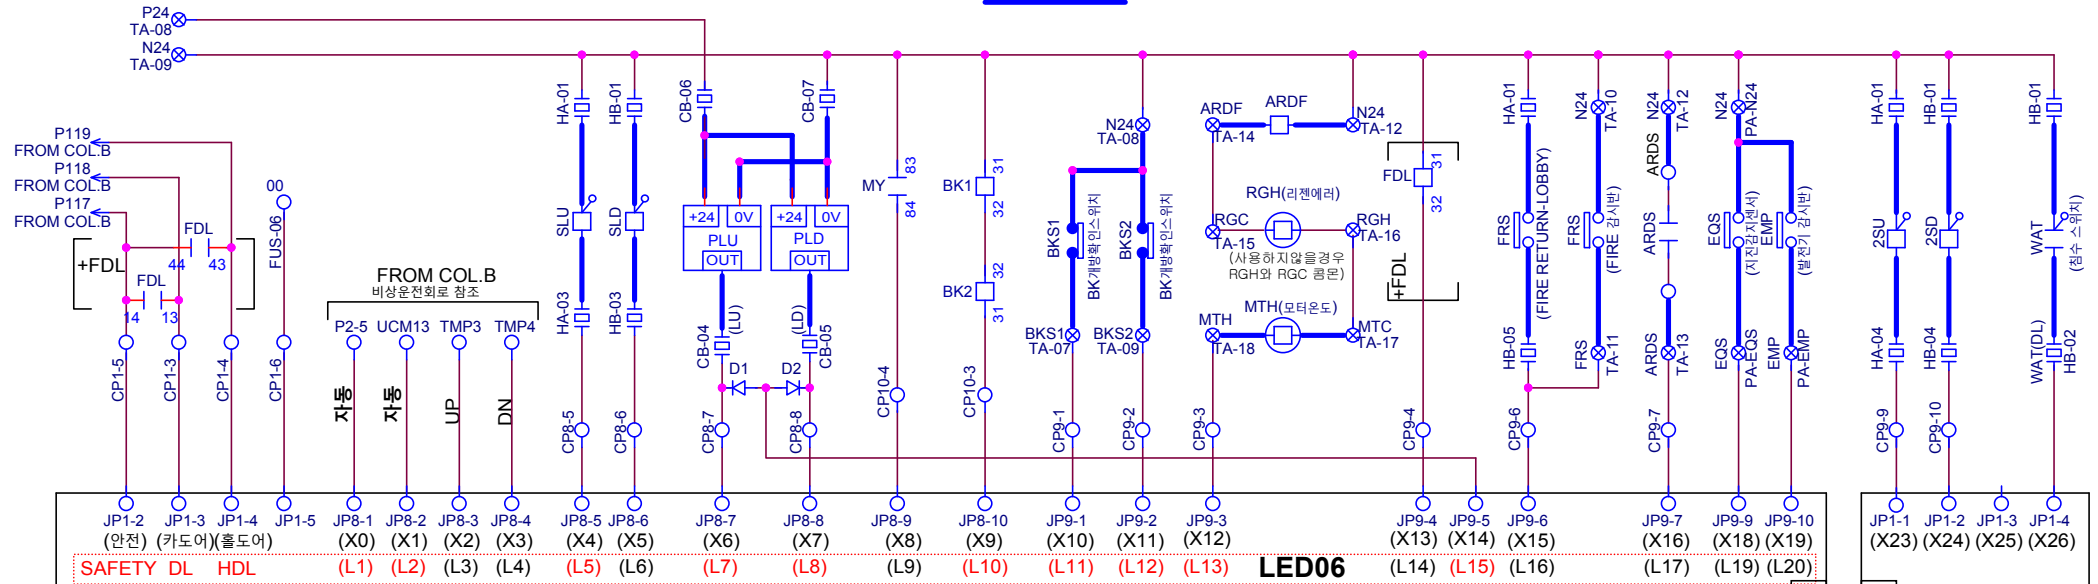 P24
TA-08
N24
TA-09
P119
FROM COL.B
P118
FROM COL.B
P117
FROM COL.B
+FDL
FDL
44
43
FDL
14
13
00
FUS-06
CP1-5
CP1-3
CP1-4
CP1-6
FROM COL.B
비상운전회로 참조
P2-5
UCM13
TMP3
TMP4
자동
자동
UP
DN
HA-01
SLU
HA-03
CP8-5
HB-01
SLD
HB-03
CP8-6
CB-06
CB-07
+24
0V
PLU
OUT
+24
0V
PLD
OUT
CB-04
(LU)
(LD)
CB-05
D1
D2
CP8-7
CP8-8
MY
83
84
CP10-4
BK1
31
32
BK2
32
31
CP10-3
N24
TA-08
BKS1
BK개방확인스위치
BKS2
BK개방확인스위치
BKS1
TA-07
BKS2
TA-09
CP9-1
CP9-2
ARDF
TA-14
ARDF
N24
TA-12
RGH(리젠에러)
RGC
TA-15
RGH
TA-16
(사용하지않을경우
RGH와 RGC 콤몬)
MTH(모터온도)
MTH
TA-18
MTC
TA-17
CP9-3
FDL
31
32
+FDL
CP9-4
HA-01
FRS
(FIRE RETURN-LOBBY)
HB-05
CP9-6
N24
TA-10
FRS
(FIRE 감시반)
FRS
TA-11
N24
TA-12
ARDS
ARDS
ARDS
TA-13
CP9-7
N24
PA-N24
EQS
(지진감지센서)
EMP
(발전기 감시반)
EQS
PA-EQS
EMP
PA-EMP
HA-01
2SU
HA-04
CP9-9
HB-01
2SD
HB-04
CP9-10
HB-01
WAT
(침수 스위치)
WAT(DL)
HB-02
JP1-2
JP1-3
JP1-4
JP1-5
JP8-1
JP8-2
JP8-3
JP8-4
JP8-5
JP8-6
JP8-7
JP8-8
JP8-9
JP8-10
JP9-1
JP9-2
JP9-3
JP9-4
JP9-5
JP9-6
JP9-7
JP9-9
JP9-10
JP1-1
JP1-2
JP1-3
JP1-4
(안전)
(카도어)
(홀도어)
(X0)
(X1)
(X2)
(X3)
(X4)
(X5)
(X6)
(X7)
(X8)
(X9)
(X10)
(X11)
(X12)
(X13)
(X14)
(X15)
(X16)
(X18)
(X19)
(X23)
(X24)
(X25)
(X26)
SAFETY
DL
HDL
(L1)
(L2)
(L3)
(L4)
(L5)
(L6)
(L7)
(L8)
(L9)
(L10)
(L11)
(L12)
(L13)
LED06
(L14)
(L15)
(L16)
(L17)
(L19)
(L20)